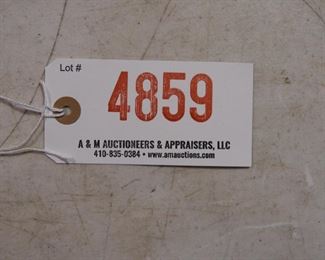 Lot #
4859
A & M AUCTIONEERS & APPRAISERS, LLC
410-835-0384 • www.amauctions.com